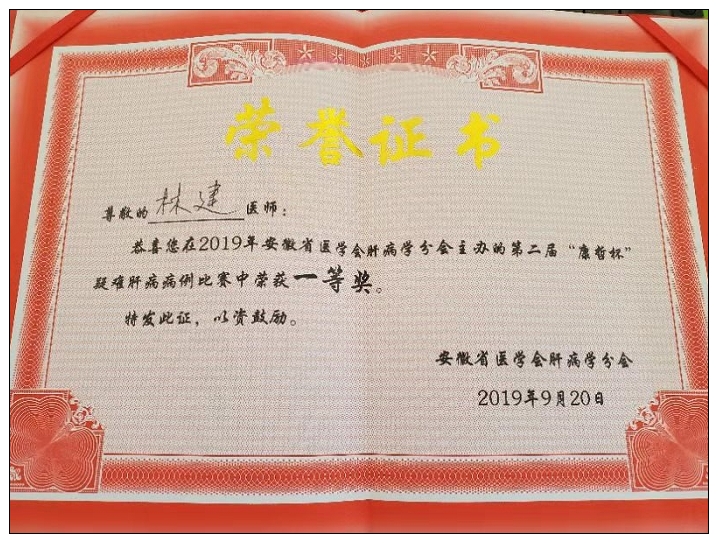 荣誉证书
尊敬的 林建 医师：
恭喜您在2019年安徽省医学会肝病学分会主办的第二届“康哲杯”
疑难肝病病例比赛中荣获一等奖。
特发此证，以资鼓励。
安徽省医学会肝病学分会
2019年9月20日